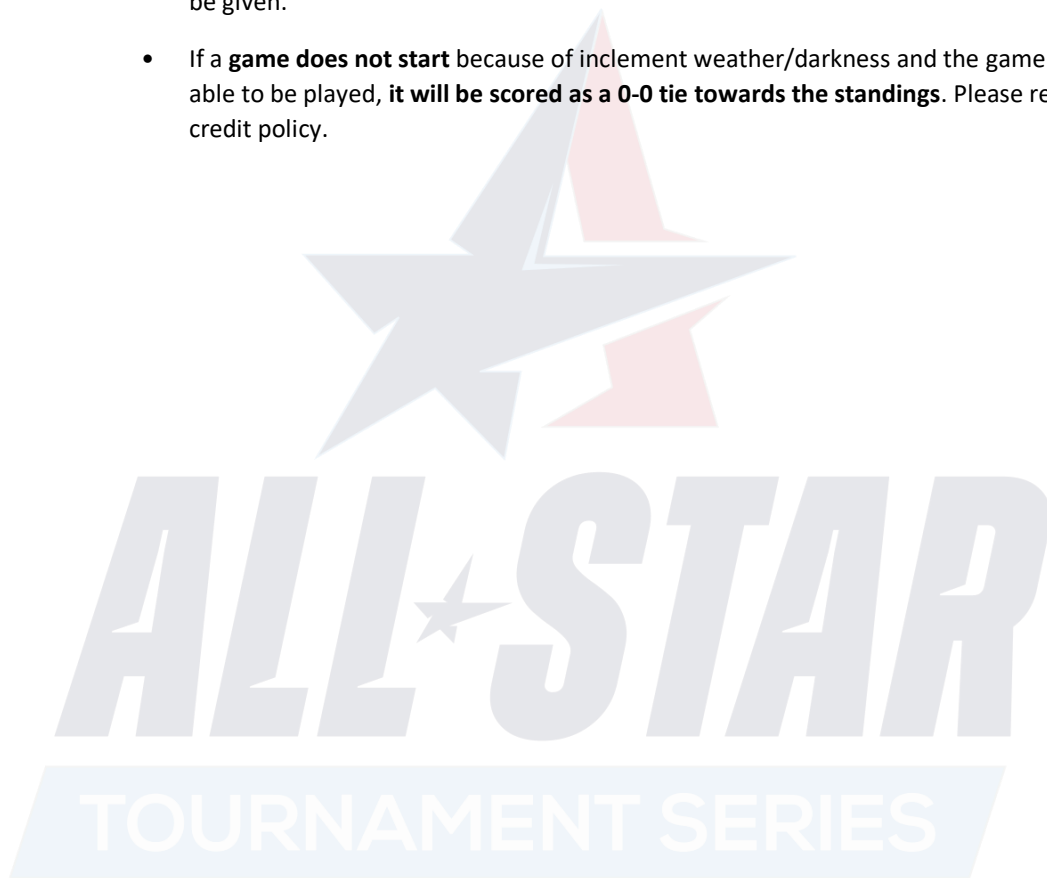 be given.
• If a game does not start because of inclement weather/darkness and the game
able to be played, it will be scored as a 0-0 tie towards the standings. Please re
credit policy.
ALL★STAR
TOURNAMENT SERIES